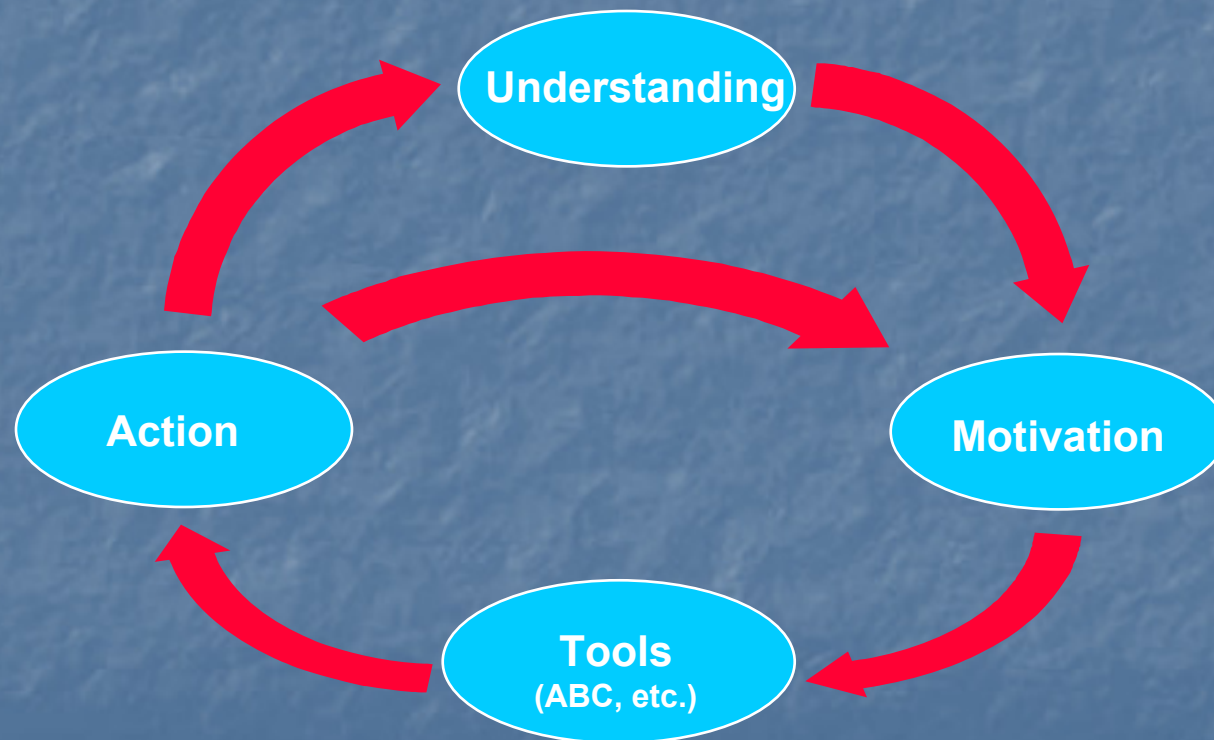 Understanding
Action
Motivation
Tools
(ABC, etc.)